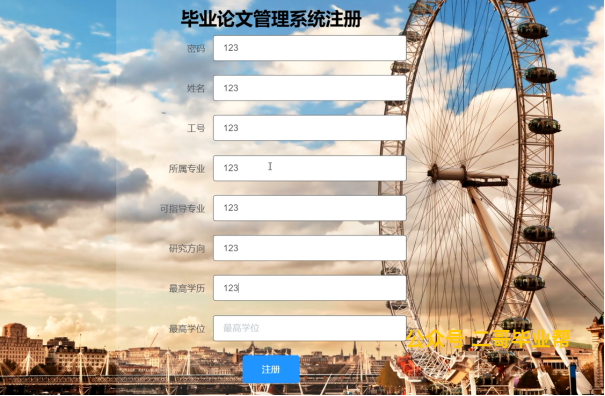 毕业论文管理系统注册
密码 123
姓名 123
工号 123
所属专业 123
可指导专业 123
研究方向 123
最高学历 123
最高学位 最高学位
公众号 二哥毕业帮
注册